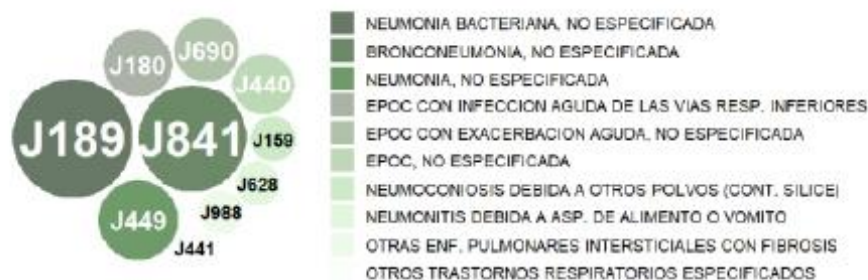 J180
J690
J440
J189
J841
J159
J628
J988
J449
J441
NEUMONIA BACTERIANA, NO ESPECIFICADA
BRONCONEUMONIA, NO ESPECIFICADA
NEUMONIA, NO ESPECIFICADA
EPOC CON INFECCION AGUDA DE LAS VIAS RESP. INFERIORES
EPOC CON EXACERBACION AGUDA, NO ESPECIFICADA
EPOC, NO ESPECIFICADA
NEUMOCONIOSIS DEBIDA A OTROS POLVOS (CONT. SILICE)
NEUMONITIS DEBIDA A ASP. DE ALIMENTO O VOMITO
OTRAS ENF. PULMONARES INTERSTICIALES CON FIBROSIS
OTROS TRASTORNOS RESPIRATORIOS ESPECIFICADOS